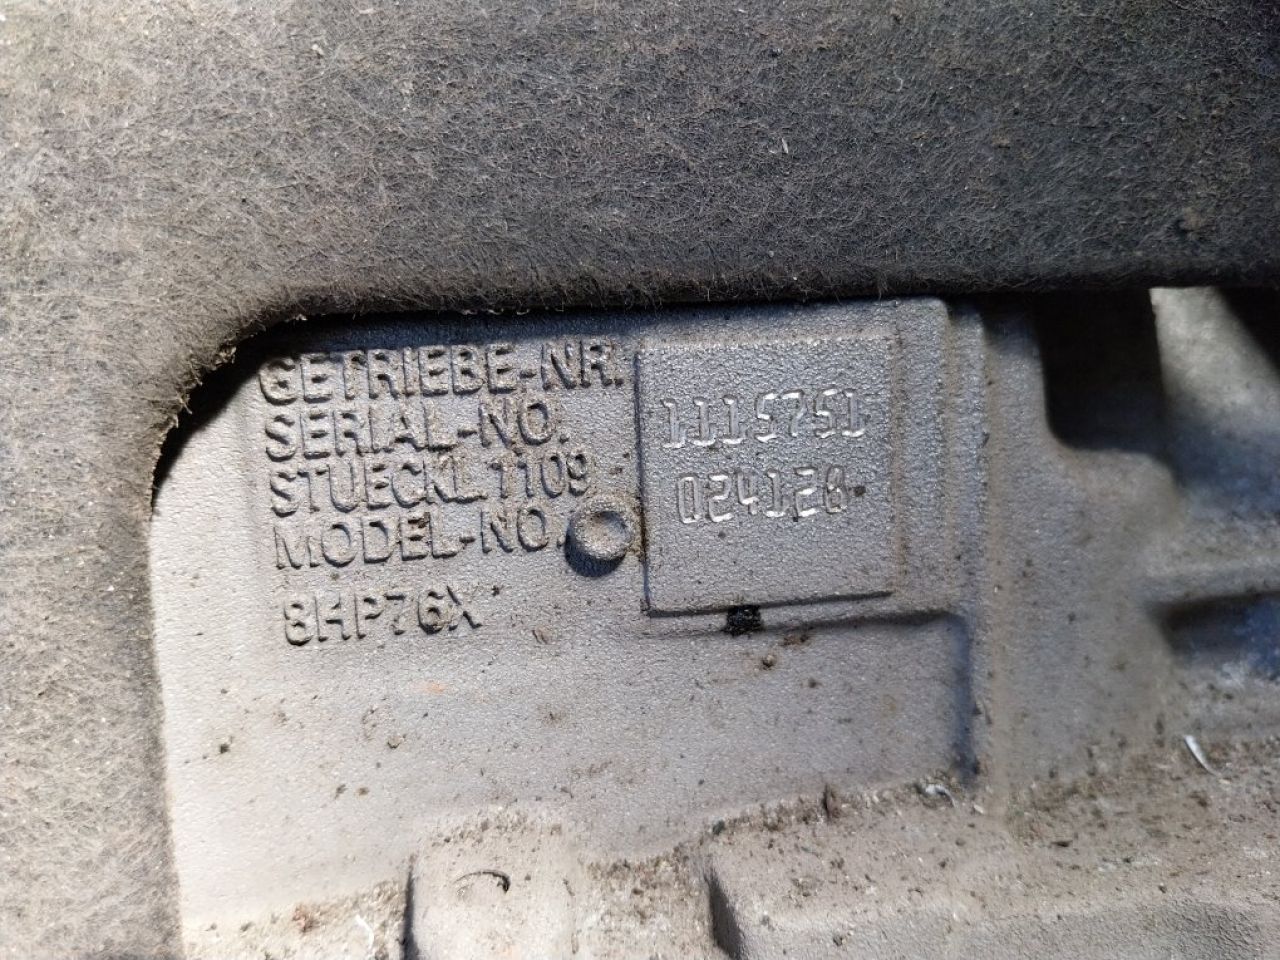 GETRIEBE-NR.
SERIAL-NO.
STUECKL.1109
MODEL-NO.
8HP76X
1115751
024128